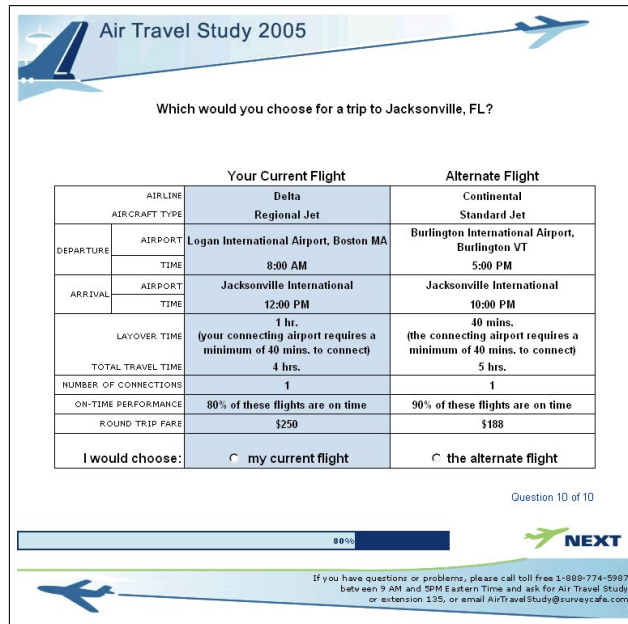 Air Travel Study 2005
Which would you choose for a trip to Jacksonville, FL?
Your Current Flight Alternate Flight
AIRLINE Delta Continental
AIRCRAFT TYPE Regional Jet Standard Jet
DEPARTURE AIRPORT Logan International Airport, Boston MA Burlington International Airport, Burlington VT
TIME 8:00 AM 5:00 PM
ARRIVAL AIRPORT Jacksonville International Jacksonville International
TIME 12:00 PM 10:00 PM
LAYOVER TIME 1 hr. (your connecting airport requires a minimum of 40 mins. to connect) 40 mins. (the connecting airport requires a minimum of 40 mins. to connect)
TOTAL TRAVEL TIME 4 hrs. 5 hrs.
NUMBER OF CONNECTIONS 1 1
ON-TIME PERFORMANCE 80% of these flights are on time 90% of these flights are on time
ROUND TRIP FARE $250 $188
I would choose: my current flight the alternate flight
Question 10 of 10
80%
NEXT
If you have questions or problems, please call toll free 1-888-774-5987
between 9 AM and 5PM Eastern Time and ask for Air Travel Study
or extension 135, or email AirTravelStudy@surveycafe.com